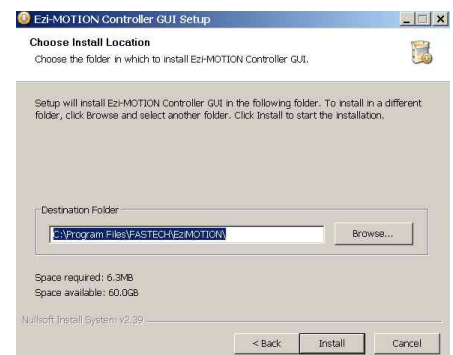 Ezi-MOTION Controller GUI Setup
Choose Install Location
Choose the folder in which to install Ezi-MOTION Controller GUI.
Setup will install Ezi-MOTION Controller GUI in the following folder. To install in a different
folder, click Browse and select another folder. Click Install to start the installation.
Destination Folder
C:\Program Files\FASTECH\EziMOTION\
Browse...
Space required: 6.3MB
Space available: 60.0GB
Nullsoft Install System v2.39
< Back
Install
Cancel